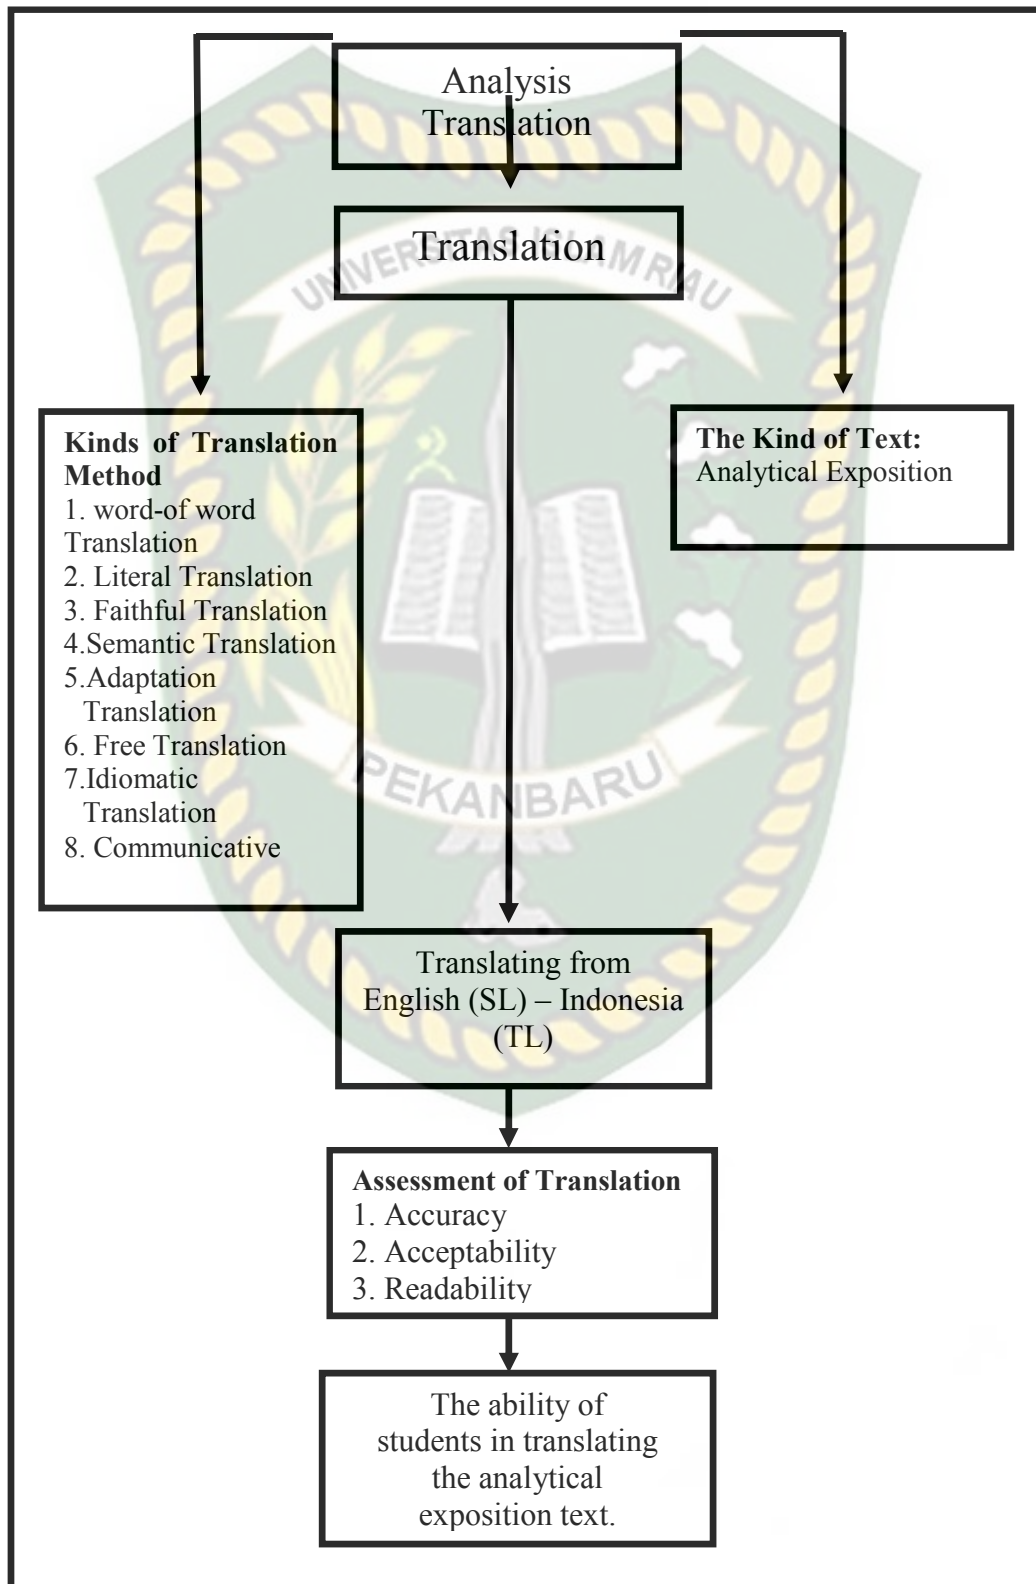 Analysis
Translation
Translation
UNIVERSITAS ISLAM RIAU
Kinds of Translation
Method
1. word-of word
Translation
2. Literal Translation
3. Faithful Translation
4.Semantic Translation
5.Adaptation
Translation
6. Free Translation
7.Idiomatic
Translation
8. Communicative
The Kind of Text:
Analytical Exposition
PEKANBARU
Translating from
English (SL) – Indonesia
(TL)
Assessment of Translation
1. Accuracy
2. Acceptability
3. Readability
The ability of
students in translating
the analytical
exposition text.